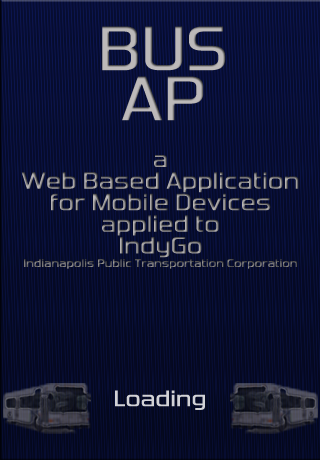 BUS
AP
a
Web Based Application
for Mobile Devices
applied to
IndyGo
Indianapolis Public Transportation Corporation
Loading